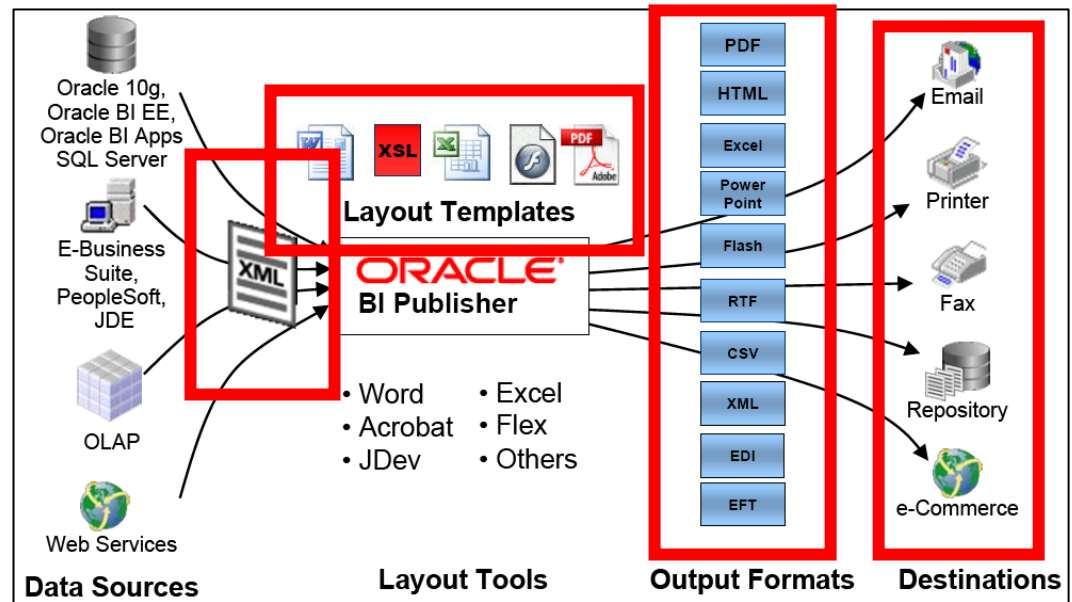 Oracle 10g,
Oracle BI EE,
Oracle BI Apps
SQL Server
E-Business
Suite,
PeopleSoft,
JDE
OLAP
Web Services
Data Sources
XML
W
XSL
X
PDF
Adobe
Layout Templates
ORACLE®
BI Publisher
• Word
• Acrobat
• JDev
• Excel
• Flex
• Others
Layout Tools
PDF
HTML
Excel
Power
Point
Flash
RTF
CSV
XML
EDI
EFT
Output Formats
Email
Printer
Fax
Repository
e-Commerce
Destinations